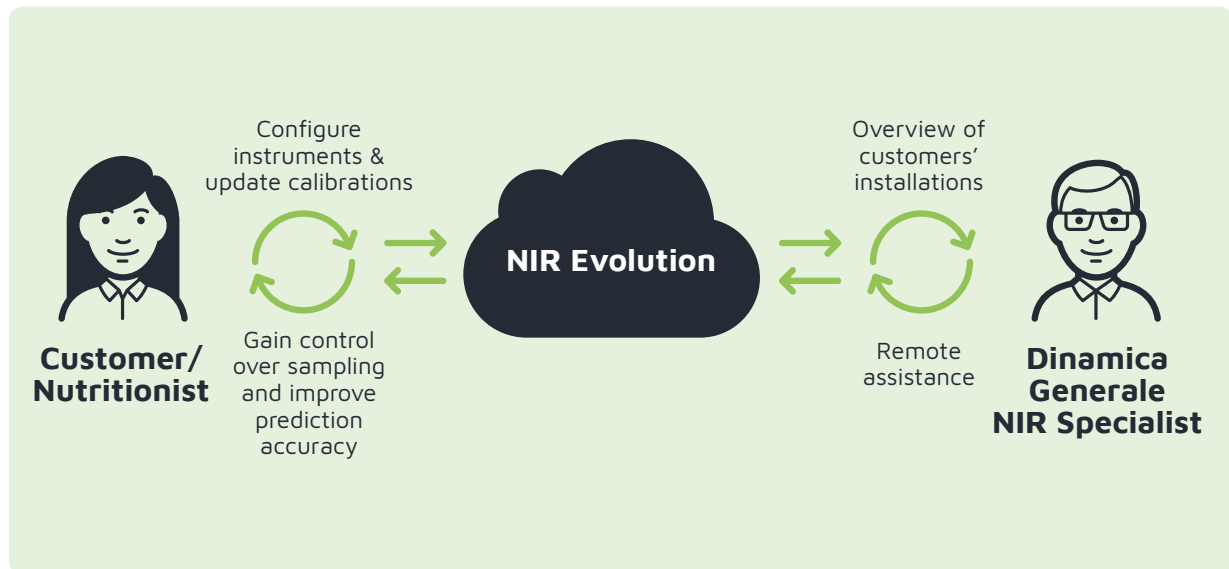 Configure
instruments &
update calibrations
Gain control
over sampling
and improve
prediction
accuracy
Customer/
Nutritionist
NIR Evolution
Overview of
customers’
installations
Remote
assistance
Dinamica
Generale
NIR Specialist